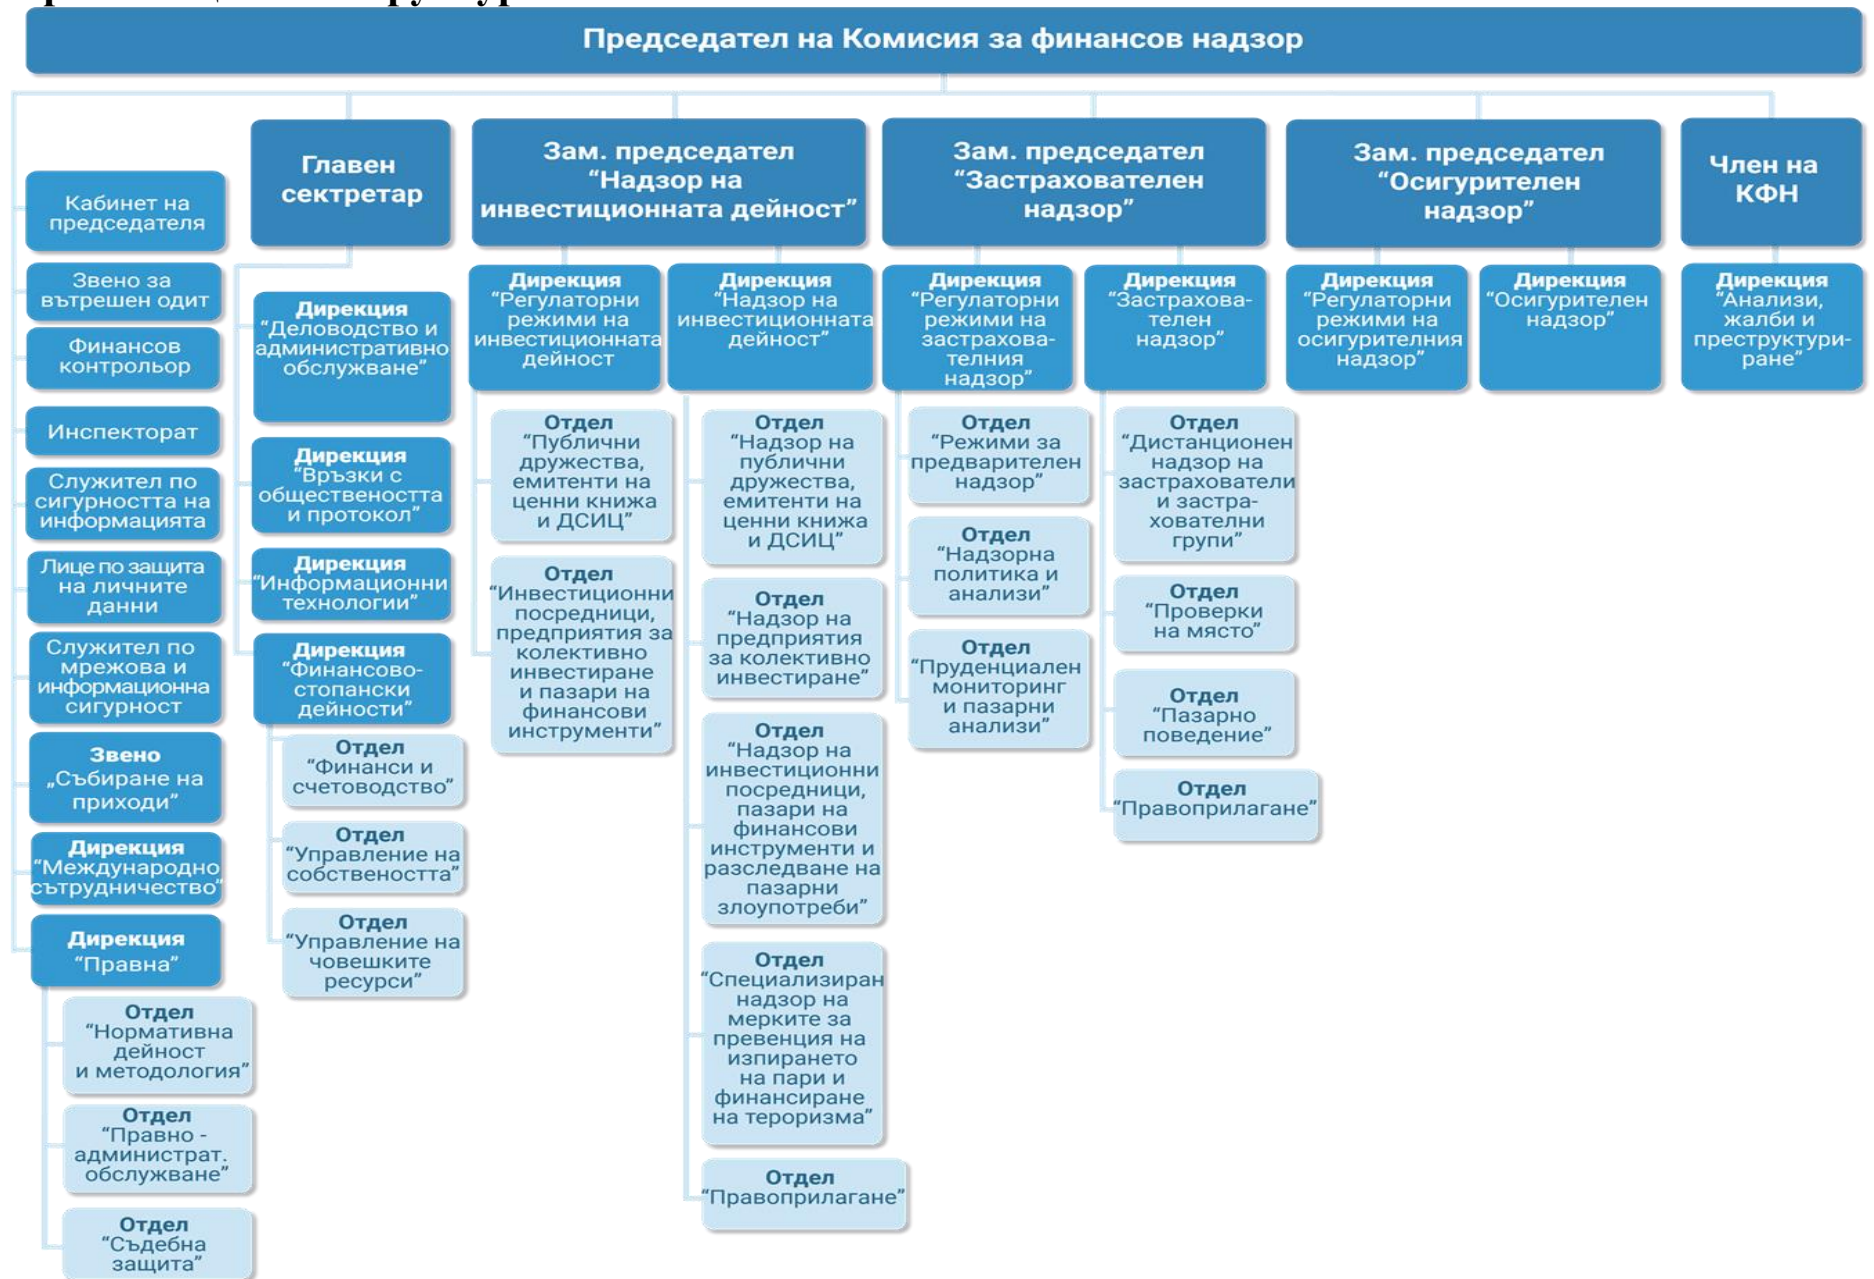 Председател на Комисия за финансов надзор
Кабинет на
председателя
Звено за
вътрешен одит
Финансов
контрольор
Инспекторат
Служител по
сигурността на
информацията
Лице по защита
на личните
данни
Служител по
мрежова и
информационна
сигурност
Звено
„Събиране на
приходи”
Дирекция
“Международно
сътрудничество”
Дирекция
“Правна”
Отдел
“Нормативна
дейност
и методология”
Отдел
“Правно -
администрат.
обслужване”
Отдел
“Съдебна
защита”
Главен
сектретар
Дирекция
“Деловодство и
административно
обслужване”
Дирекция
“Връзки с
обществеността
и протокол”
Дирекция
“Информационни
технологии”
Дирекция
“Финансово-
стопански
дейности”
Отдел
“Финанси и
счетоводство”
Отдел
“Управление на
собствеността”
Отдел
“Управление на
човешките
ресурси”
Зам. председател
“Надзор на
инвестиционната дейност”
Дирекция
“Регулаторни
режими на
инвестиционната
дейност
Отдел
“Публични
дружества,
емитенти на
ценни книжа
и ДСИЦ”
Отдел
“Инвестиционни
посредници,
предприятия за
колективно
инвестиране
и пазари на
финансови
инструменти”
Дирекция
“Надзор на
инвестиционната
дейност”
Отдел
“Надзор на
публични
дружества,
емитенти на
ценни книжа
и ДСИЦ”
Отдел
“Надзор на
предприятия
за колективно
инвестиране”
Отдел
“Надзор на
инвестиционни
посредници,
пазари на
финансови
инструменти и
разследване на
пазарни
злоупотреби”
Отдел
“Специализиран
надзор на
мерките за
превенция на
изпирането
на пари и
финансиране
на тероризма”
Отдел
“Правоприлагане”
Зам. председател
“Застрахователен
надзор”
Дирекция
“Регулаторни
режими на
застрахова-
телния
надзор”
Отдел
“Режими за
предварителен
надзор”
Отдел
“Надзорна
политика и
анализи”
Отдел
“Пруденциален
мониторинг
и пазарни
анализи”
Дирекция
“Застрахова-
телен
надзор”
Отдел
“Дистанционен
надзор на
застрахователи
и застра-
хователни
групи”
Отдел
“Проверки
на място”
Отдел
“Пазарно
поведение”
Отдел
“Правоприлагане”
Зам. председател
“Осигурителен
надзор”
Дирекция
“Регулаторни
режими на
осигурителния
надзор”
Дирекция
“Осигурителен
надзор”
Член на
КФН
Дирекция
“Анализи,
жалби и
преструктури-
ране”